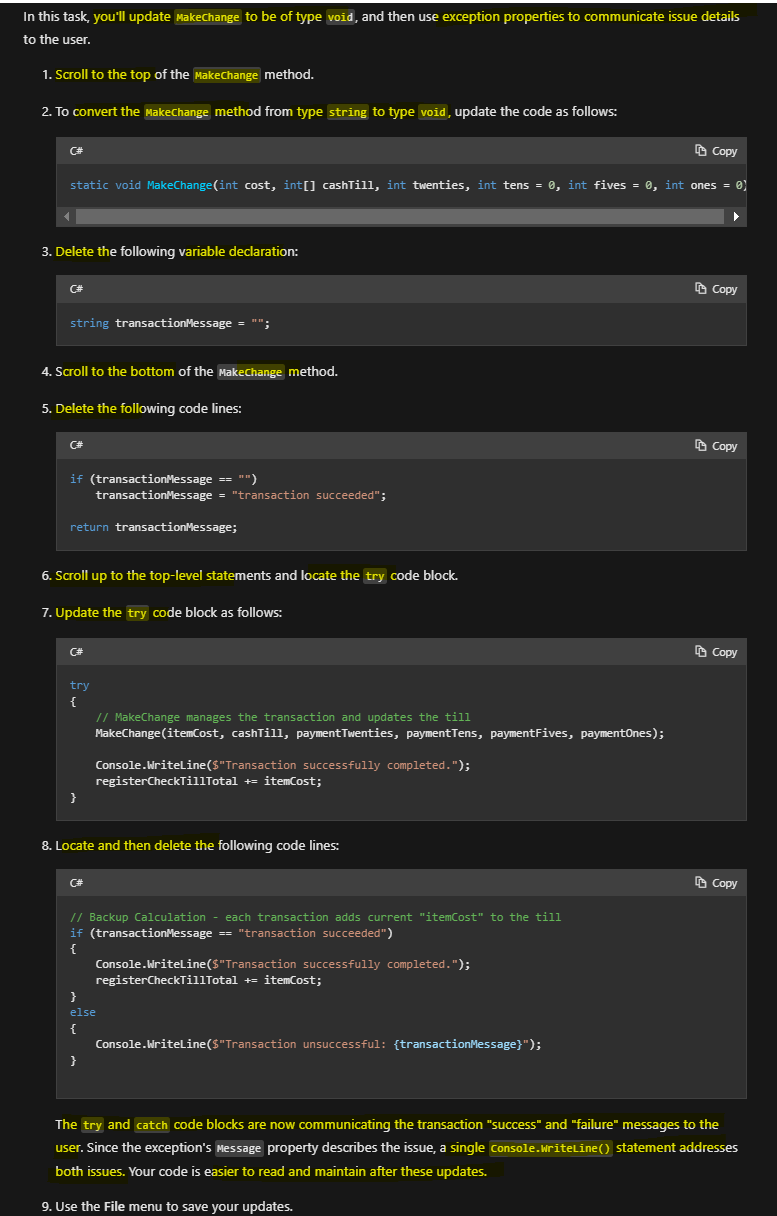 In this task, you'll update MakeChange to be of type void, and then use exception properties to communicate issue details
to the user.
1. Scroll to the top of the MakeChange method.
2. To convert the MakeChange method from type string to type void, update the code as follows:
C#
Copy
static void MakeChange(int cost, int[] cashTill, int twenties, int tens = 0, int fives = 0, int ones = 0)
3. Delete the following variable declaration:
C#
Copy
string transactionMessage = "";
4. Scroll to the bottom of the MakeChange method.
5. Delete the following code lines:
C#
Copy
if (transactionMessage == "")
    transactionMessage = "transaction succeeded";
return transactionMessage;
6. Scroll up to the top-level statements and locate the try code block.
7. Update the try code block as follows:
C#
Copy
try
{
    // MakeChange manages the transaction and updates the till
    MakeChange(itemCost, cashTill, paymentTwenties, paymentTens, paymentFives, paymentOnes);
    Console.WriteLine($"Transaction successfully completed.");
    registerCheckTillTotal += itemCost;
}
8. Locate and then delete the following code lines:
C#
Copy
// Backup Calculation - each transaction adds current "itemCost" to the till
if (transactionMessage == "transaction succeeded")
{
    Console.WriteLine($"Transaction successfully completed.");
    registerCheckTillTotal += itemCost;
}
else
{
    Console.WriteLine($"Transaction unsuccessful: {transactionMessage}");
}
The try and catch code blocks are now communicating the transaction "success" and "failure" messages to the
user. Since the exception's Message property describes the issue, a single Console.WriteLine() statement addresses
both issues. Your code is easier to read and maintain after these updates.
9. Use the File menu to save your updates.